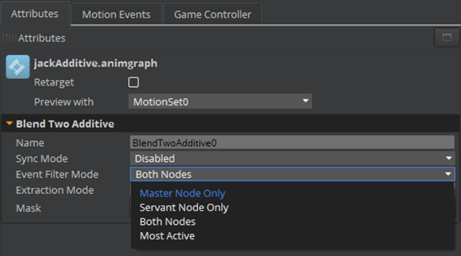 Attributes Motion Events Game Controller
Attributes
jackAdditive.animgraph
Retarget
Preview with MotionSet0
Blend Two Additive
Name BlendTwoAdditive0
Sync Mode Disabled
Event Filter Mode Both Nodes
Extraction Mode Master Node Only
Mask Servant Node Only
Both Nodes
Most Active